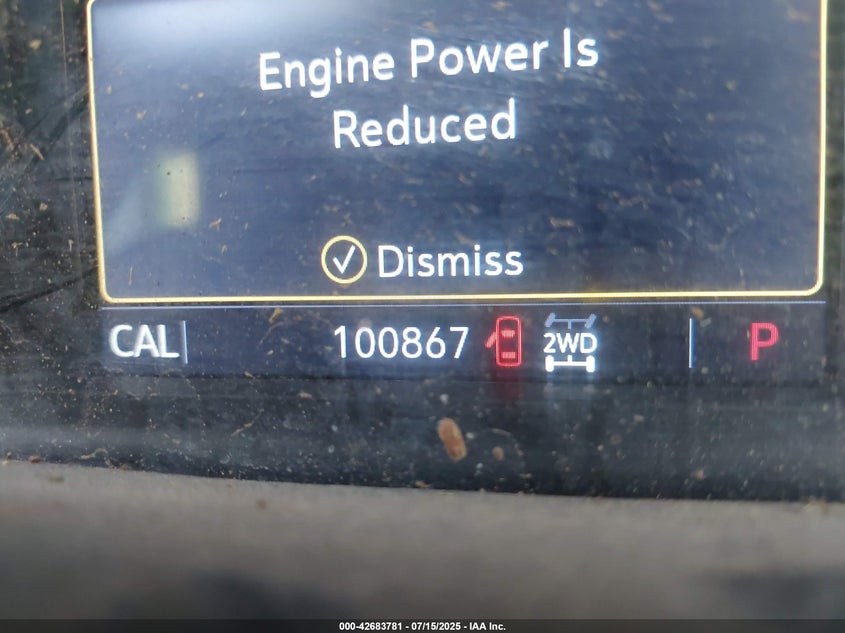 Engine Power Is
Reduced
Dismiss
CAL 100867 2WD P
000-42683781 - 07/15/2025 - IAA Inc.